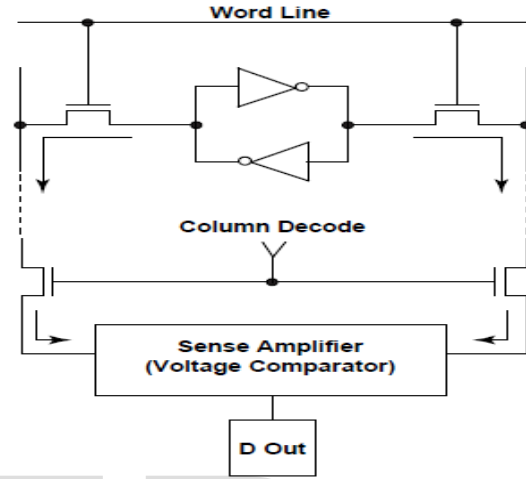 Word Line
Column Decode
Sense Amplifier
(Voltage Comparator)
D Out